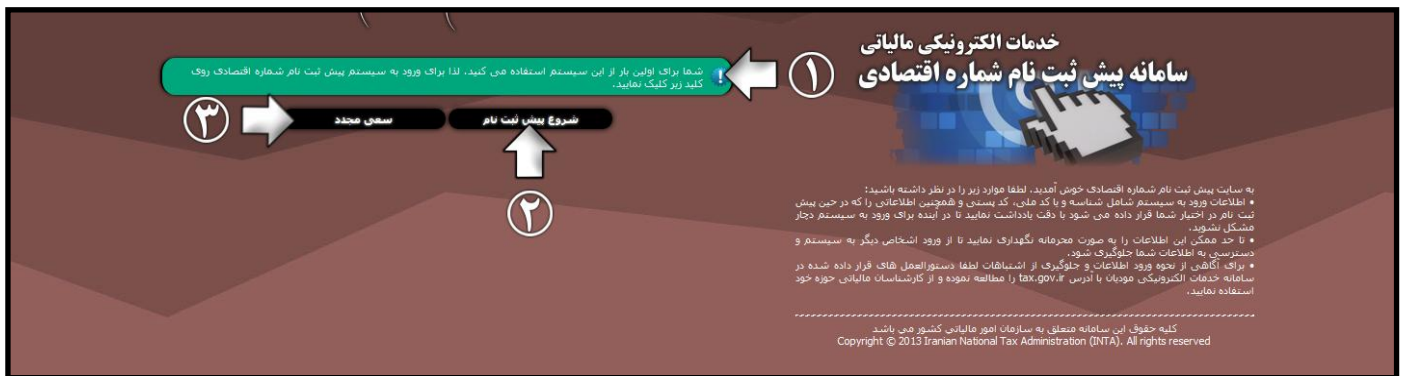 خدمات الکترونیکی مالیاتی
سامانه پیش ثبت نام شماره اقتصادی
۱
شما برای اولین بار از این سیستم استفاده می کنید، لذا برای ورود به سیستم پیش ثبت نام شماره اقتصادی روی
کلید زیر کلیک نمایید.
شروع پیش ثبت نام
سعی مجدد
۳
۲
به سایت پیش ثبت نام شماره اقتصادی خوش آمدید، لطفا موارد زیر را در نظر داشته باشید:
• اطلاعات ورود به سیستم شامل شناسه و یا کد ملی، کد پستی و همچنین اطلاعاتی را که در حین پیش
ثبت نام در اختیار شما قرار داده می شود با دقت یادداشت نمایید تا در آینده برای ورود به سیستم دچار
مشکل نشوید.
• تا حد ممکن این اطلاعات را به صورت محرمانه نگهداری نمایید تا از ورود اشخاص دیگر به سیستم و
دسترسی به اطلاعات شما جلوگیری شود.
• برای آگاهی از نحوه ورود اطلاعات و جلوگیری از اشتباهات لطفا دستورالعمل های قرار داده شده در
سامانه خدمات الکترونیکی مودیان با آدرس tax.gov.ir را مطالعه نموده و از کارشناسان مالیاتی حوزه خود
استفاده نمایید.
کلیه حقوق این سامانه متعلق به سازمان امور مالیاتی کشور می باشد
Copyright © 2013 Iranian National Tax Administration (INTA). All rights reserved